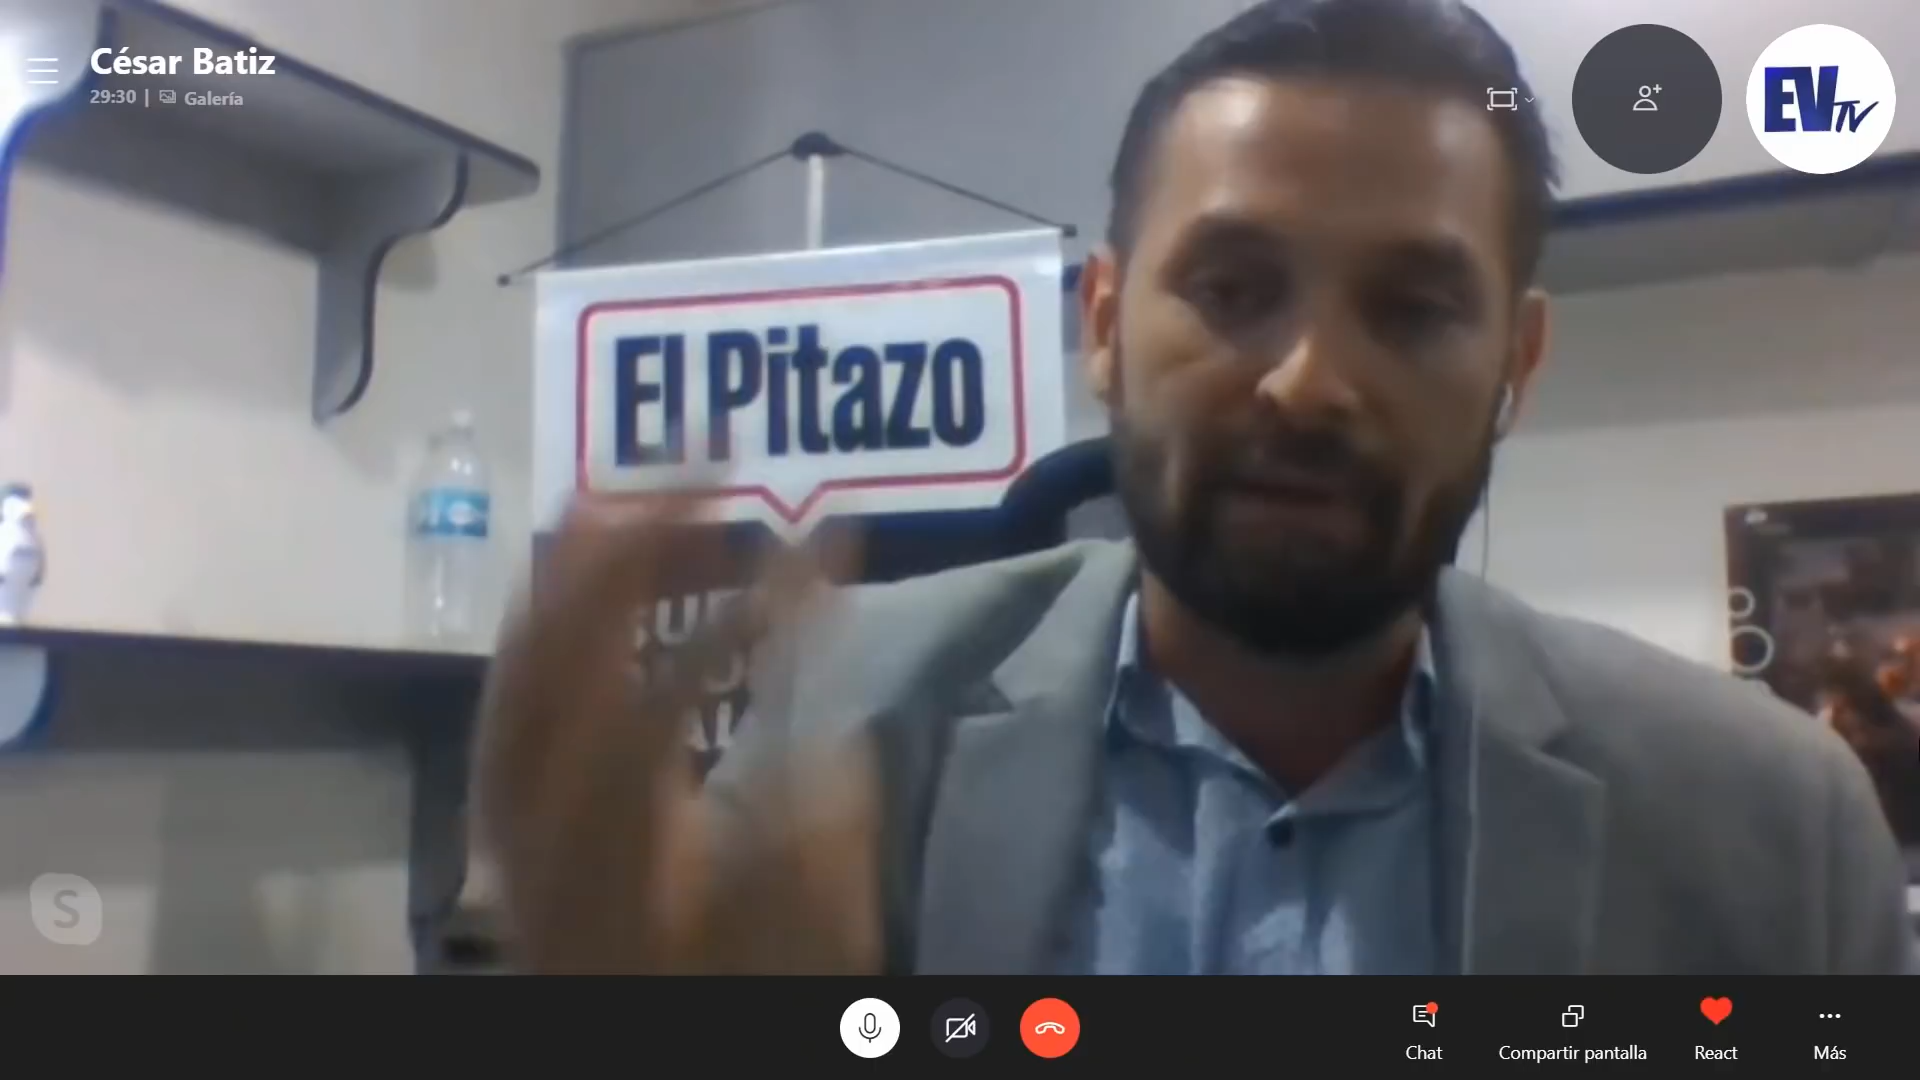 César Batiz
29:30 | Galería
EVTV
El Pitazo
S
Chat
Compartir pantalla
React
Más